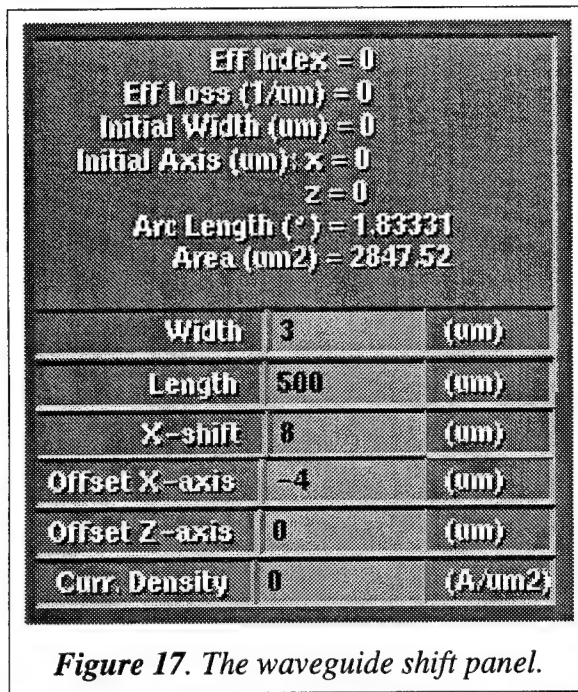 Eff Index = 0
Eff Loss (1/um) = 0
Initial Width (um) = 0
Initial Axis (um): x = 0
z = 0
Arc Length (°) = 1.83331
Area (um2) = 2847.52
Width 3 (um)
Length 500 (um)
X-shift 8 (um)
Offset X-axis -4 (um)
Offset Z-axis 0 (um)
Curr. Density 0 (A/um2)
Figure 17. The waveguide shift panel.